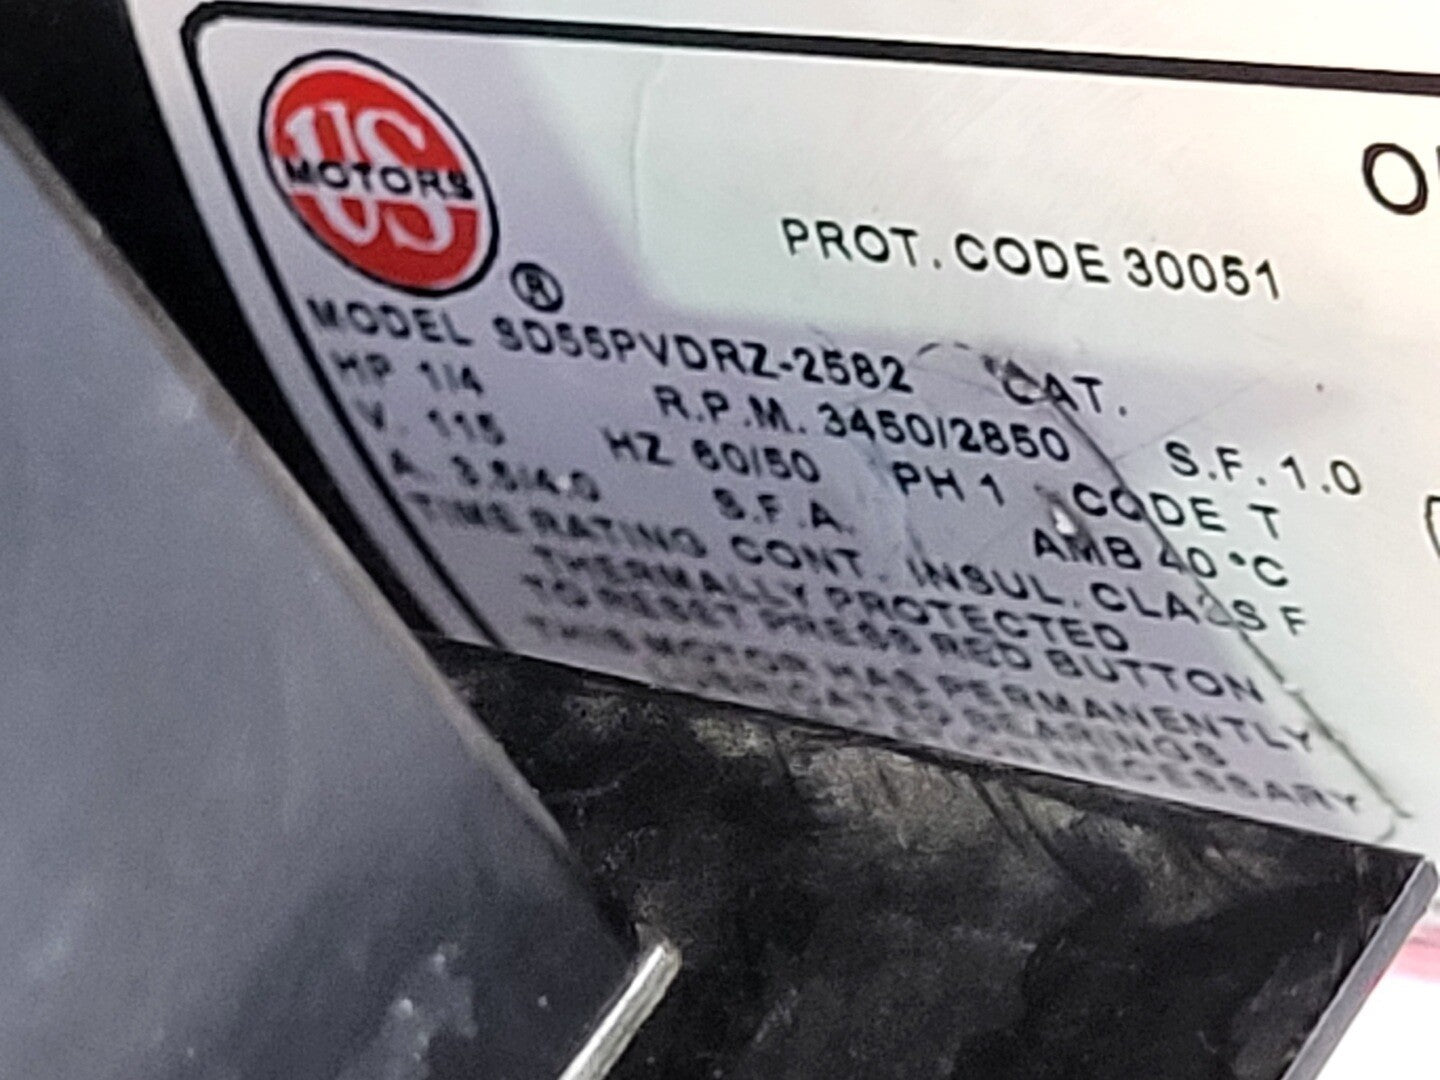 US
MOTORS
®
O
PROT. CODE 30051
MODEL SD55PVDRZ-2582 CAT.
HP 1/4 R.P.M. 3450/2850 S.F. 1.0
V. 115 HZ 60/50 PH 1 CODE T
A. 3.5/4.0 S.F.A. AMB 40 °C
TIME RATING CONT. INSUL. CLASS F
THERMALLY PROTECTED
TO RESET PRESS RED BUTTON
THIS MOTOR HAS PERMANENTLY
LUBRICATED BEARINGS
UNNECESSARY